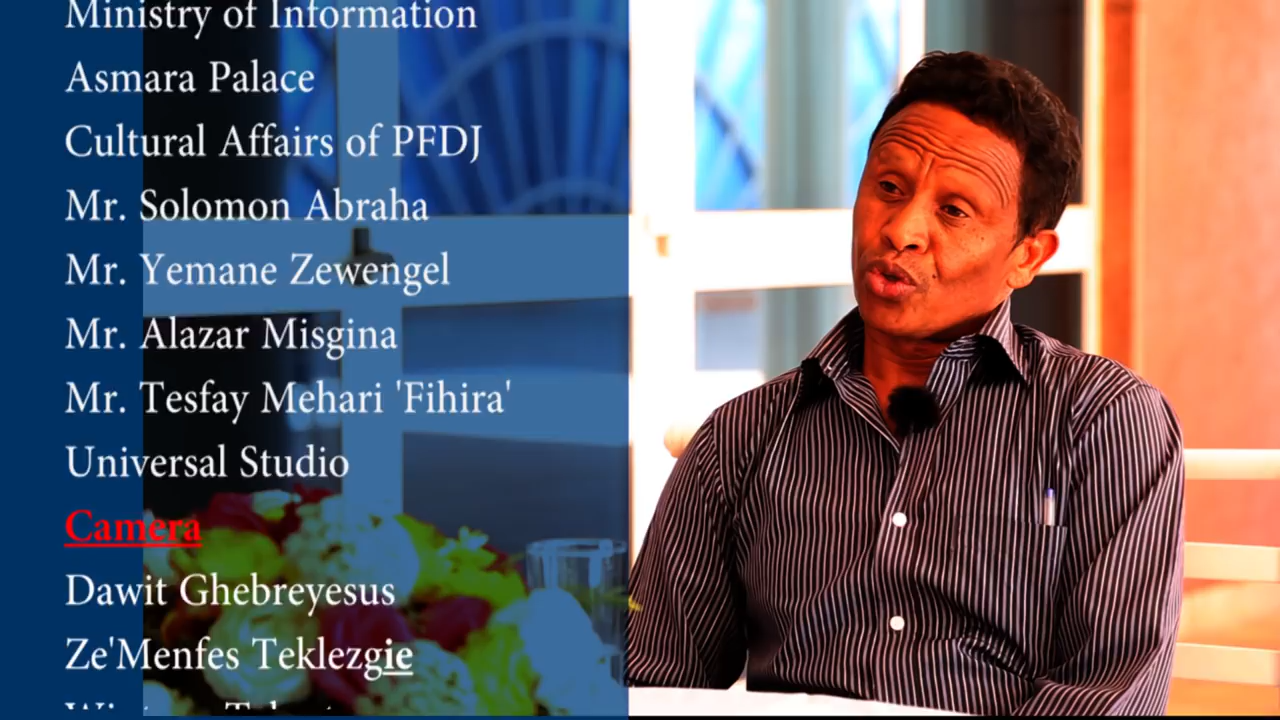 Ministry of Information
Asmara Palace
Cultural Affairs of PFDJ
Mr. Solomon Abraha
Mr. Yemane Zewengel
Mr. Alazar Misgina
Mr. Tesfay Mehari 'Fihira'
Universal Studio
Camera
Dawit Ghebreyesus
Ze'Menfes Teklezgie